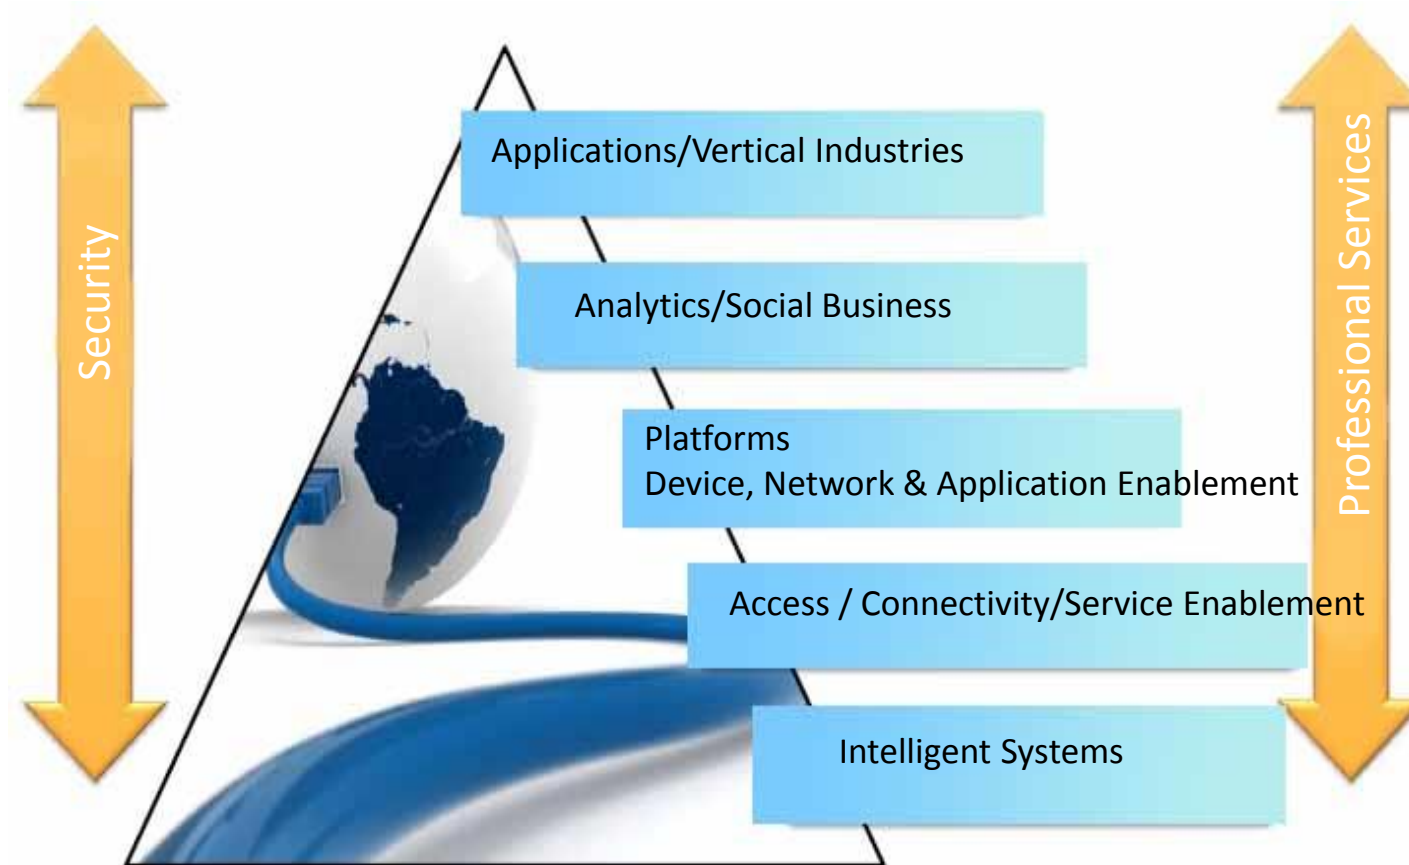 Applications/Vertical Industries
Analytics/Social Business
Platforms
Device, Network & Application Enablement
Access / Connectivity/Service Enablement
Intelligent Systems
Security
Professional Services